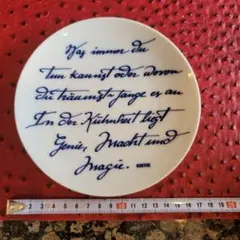 Was immer du
tun kannst oder wovon
du träumst - fange es an
In der Kühnheit liegt
Genie, Macht und
Magie. GOETHE
1 2 3 4 5 6 7 8 9 10 11 12 13 14 15 16 17 18 19